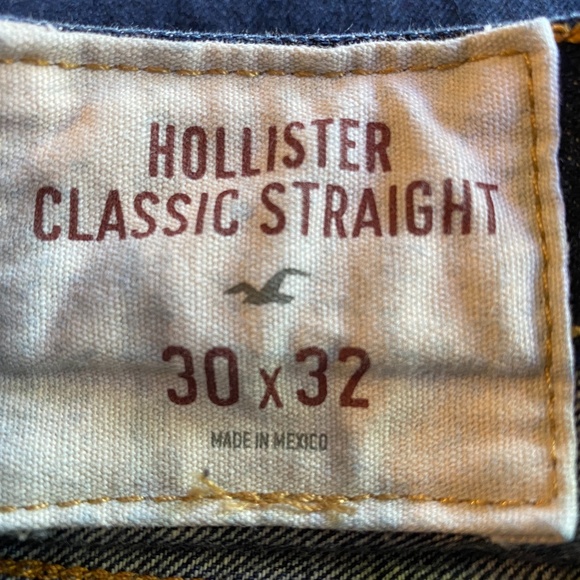 HOLLISTER
CLASSIC STRAIGHT
30 x 32
MADE IN MEXICO